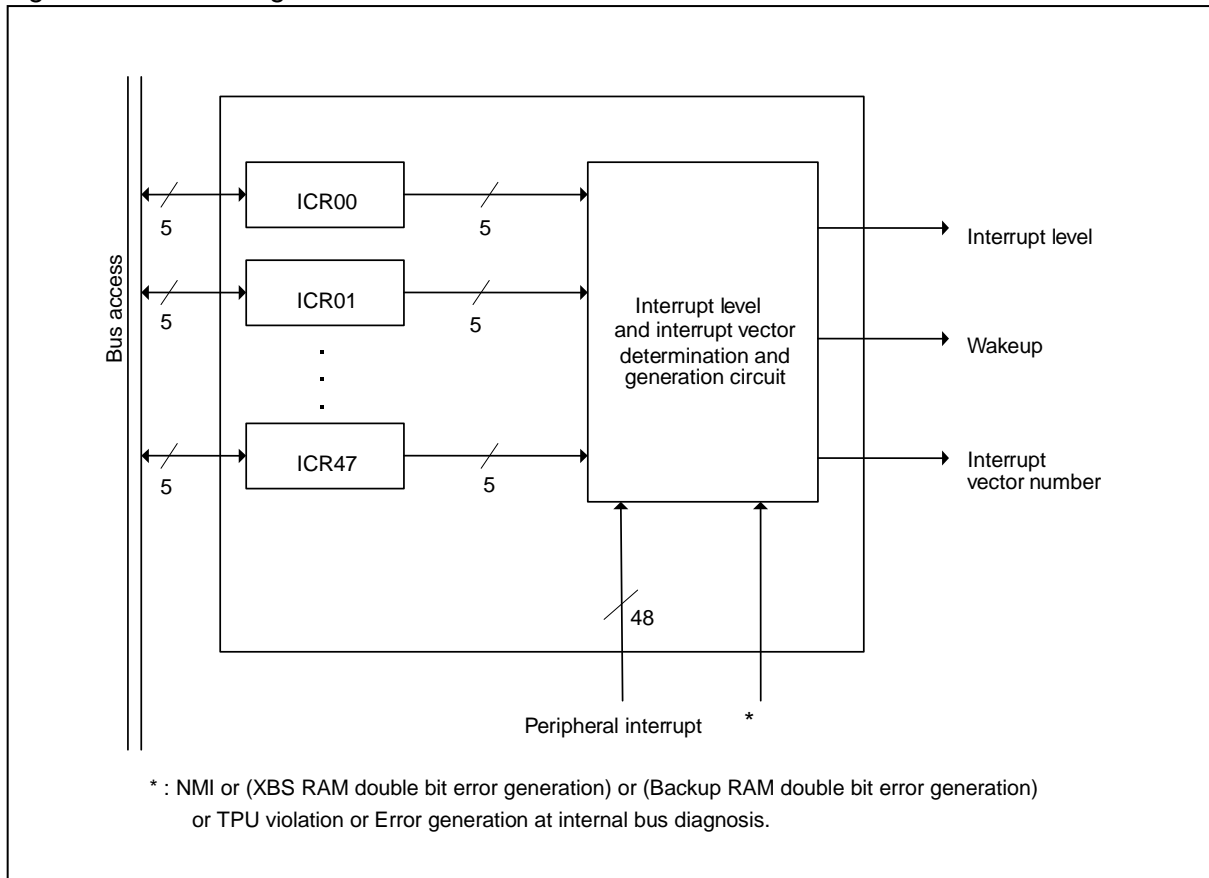 ICR00
5
5
Interrupt level
Bus access
ICR01
5
5
Interrupt level
and interrupt vector
determination and
generation circuit
Wakeup
.
.
.
ICR47
5
5
Interrupt
vector number
48
Peripheral interrupt
*
* : NMI or (XBS RAM double bit error generation) or (Backup RAM double bit error generation)
or TPU violation or Error generation at internal bus diagnosis.